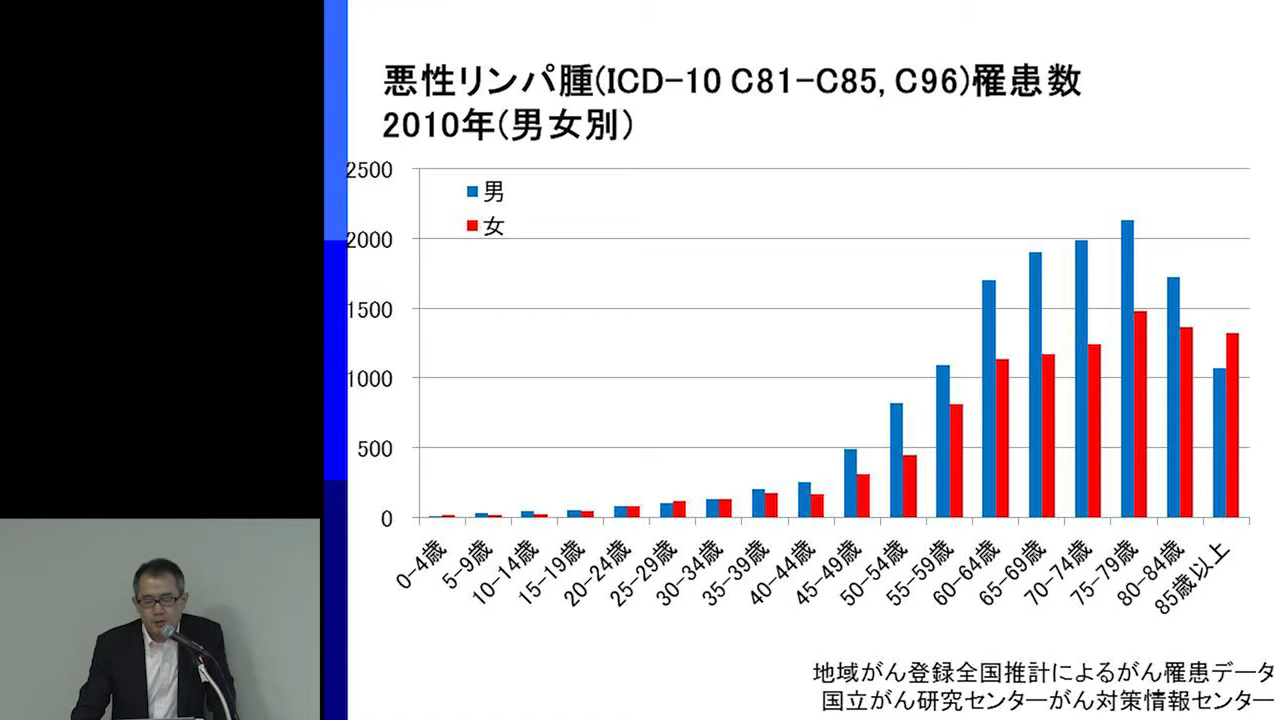 悪性リンパ腫(ICD-10 C81-C85, C96)罹患数
2010年(男女別)
2500
2000
1500
1000
500
0
男
女
0-4歳
5-9歳
10-14歳
15-19歳
20-24歳
25-29歳
30-34歳
35-39歳
40-44歳
45-49歳
50-54歳
55-59歳
60-64歳
65-69歳
70-74歳
75-79歳
80-84歳
85歳以上
地域がん登録全国推計によるがん罹患データ
国立がん研究センターがん対策情報センター